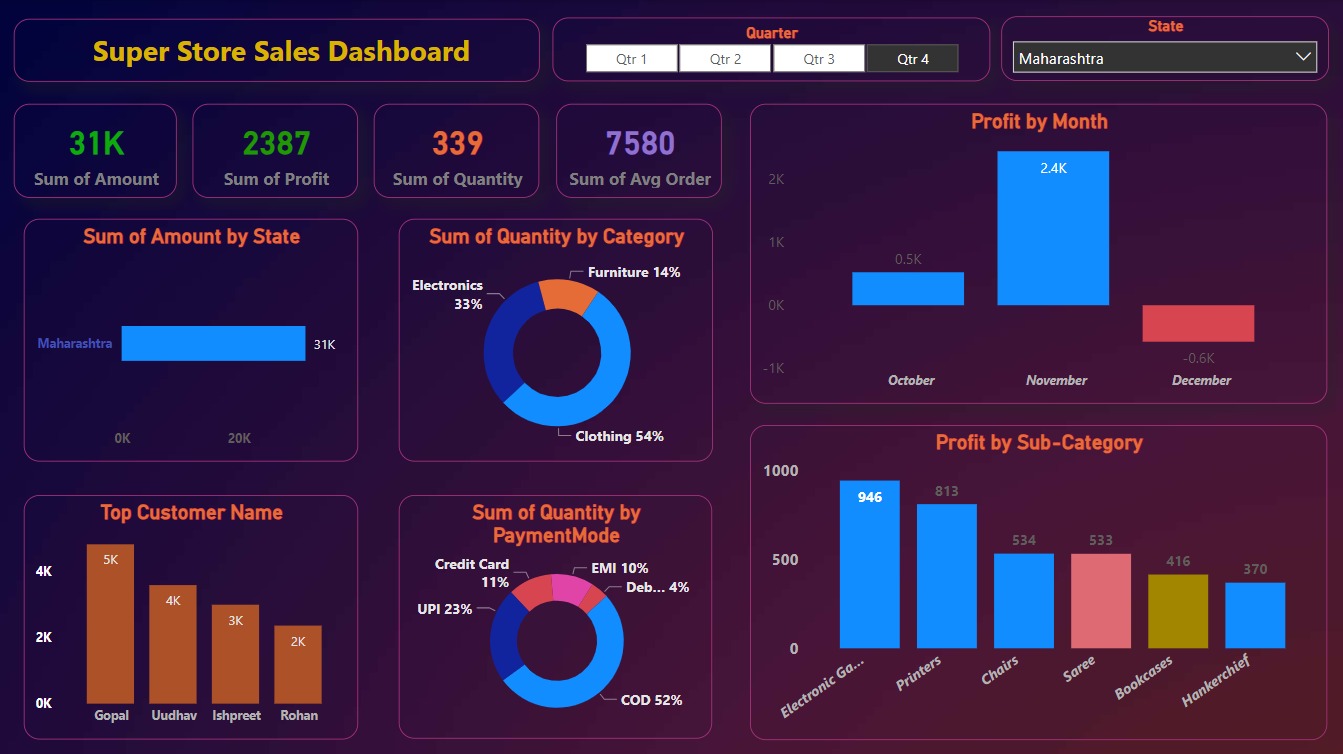 Super Store Sales Dashboard
Quarter
Qtr 1
Qtr 2
Qtr 3
Qtr 4
State
Maharashtra
31K
Sum of Amount
2387
Sum of Profit
339
Sum of Quantity
7580
Sum of Avg Order
Profit by Month
2K
1K
0K
-1K
0.5K
2.4K
-0.6K
October
November
December
Sum of Amount by State
Maharashtra
31K
0K
20K
Sum of Quantity by Category
Furniture 14%
Electronics
33%
Clothing 54%
Profit by Sub-Category
1000
500
0
946
813
534
533
416
370
Electronic Ga...
Printers
Chairs
Saree
Bookcases
Hankerchief
Top Customer Name
4K
2K
0K
5K
4K
3K
2K
Gopal
Uudhav
Ishpreet
Rohan
Sum of Quantity by
PaymentMode
Credit Card
11%
EMI 10%
Deb... 4%
UPI 23%
COD 52%